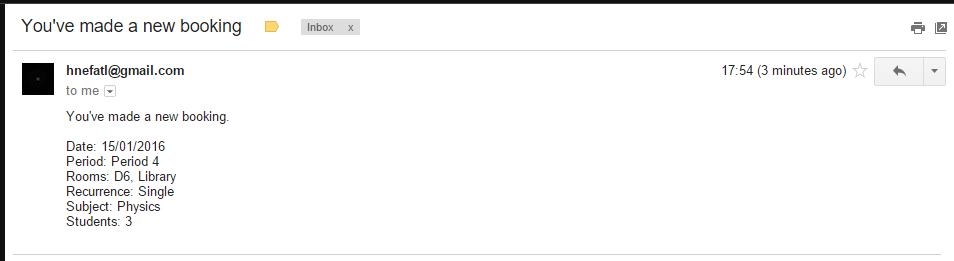 You've made a new booking
Inbox x
hnefatl@gmail.com
17:54 (3 minutes ago)
to me
You've made a new booking.
Date: 15/01/2016
Period: Period 4
Rooms: D6, Library
Recurrence: Single
Subject: Physics
Students: 3